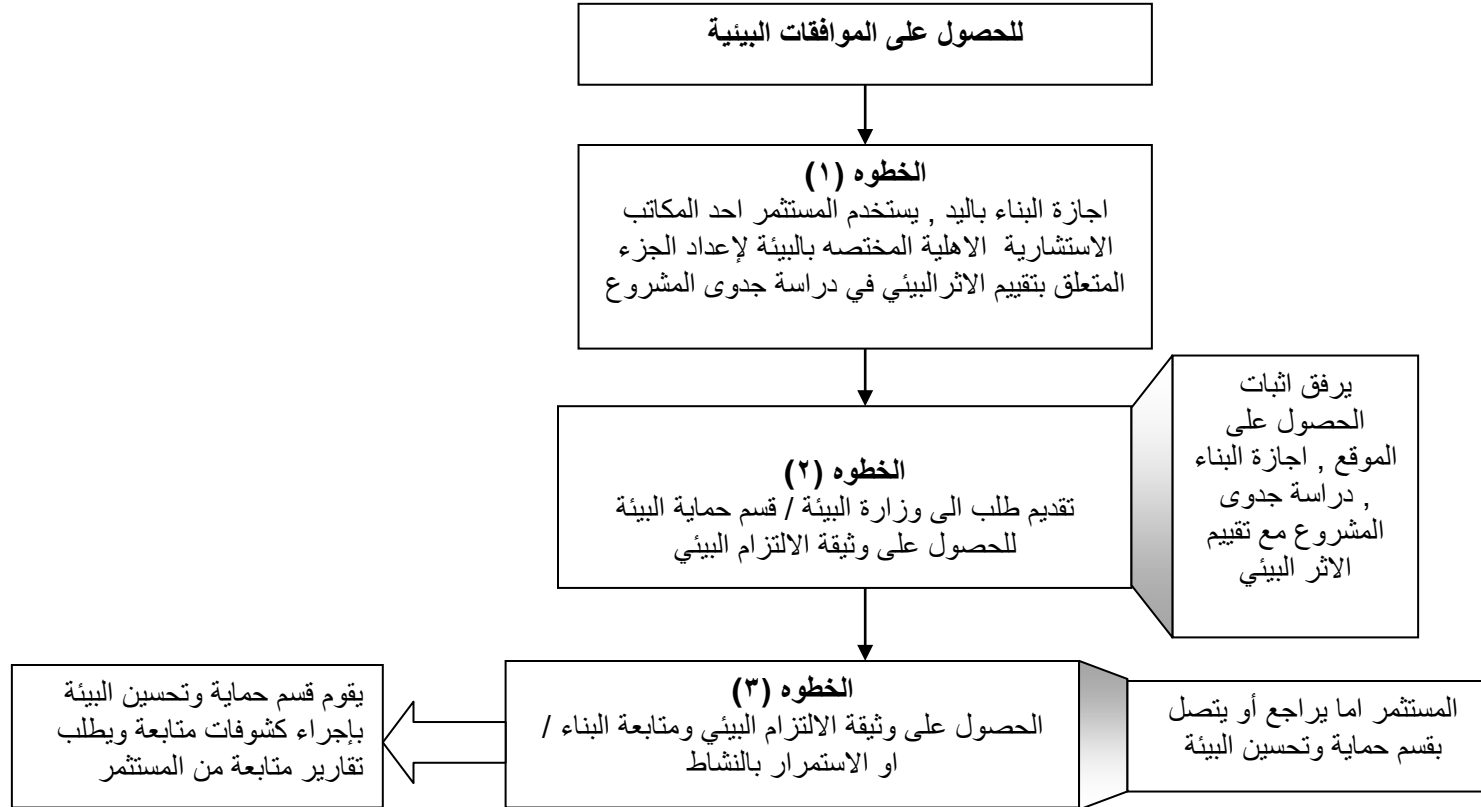 للحصول على الموافقات البيئية
الخطوه (١)
اجازة البناء باليد , يستخدم المستثمر احد المكاتب
الاستشارية الاهلية المختصه بالبيئة لإعداد الجزء
المتعلق بتقييم الاثرالبيئي في دراسة جدوى المشروع
يرفق اثبات
الحصول على
الموقع , اجازة البناء
, دراسة جدوى
المشروع مع تقييم
الاثر البيئي
الخطوه (٢)
تقديم طلب الى وزارة البيئة / قسم حماية البيئة
للحصول على وثيقة الالتزام البيئي
المستثمر اما يراجع أو يتصل
بقسم حماية وتحسين البيئة
الخطوه (٣)
الحصول على وثيقة الالتزام البيئي ومتابعة البناء /
او الاستمرار بالنشاط
يقوم قسم حماية وتحسين البيئة
بإجراء كشوفات متابعة ويطلب
تقارير متابعة من المستثمر